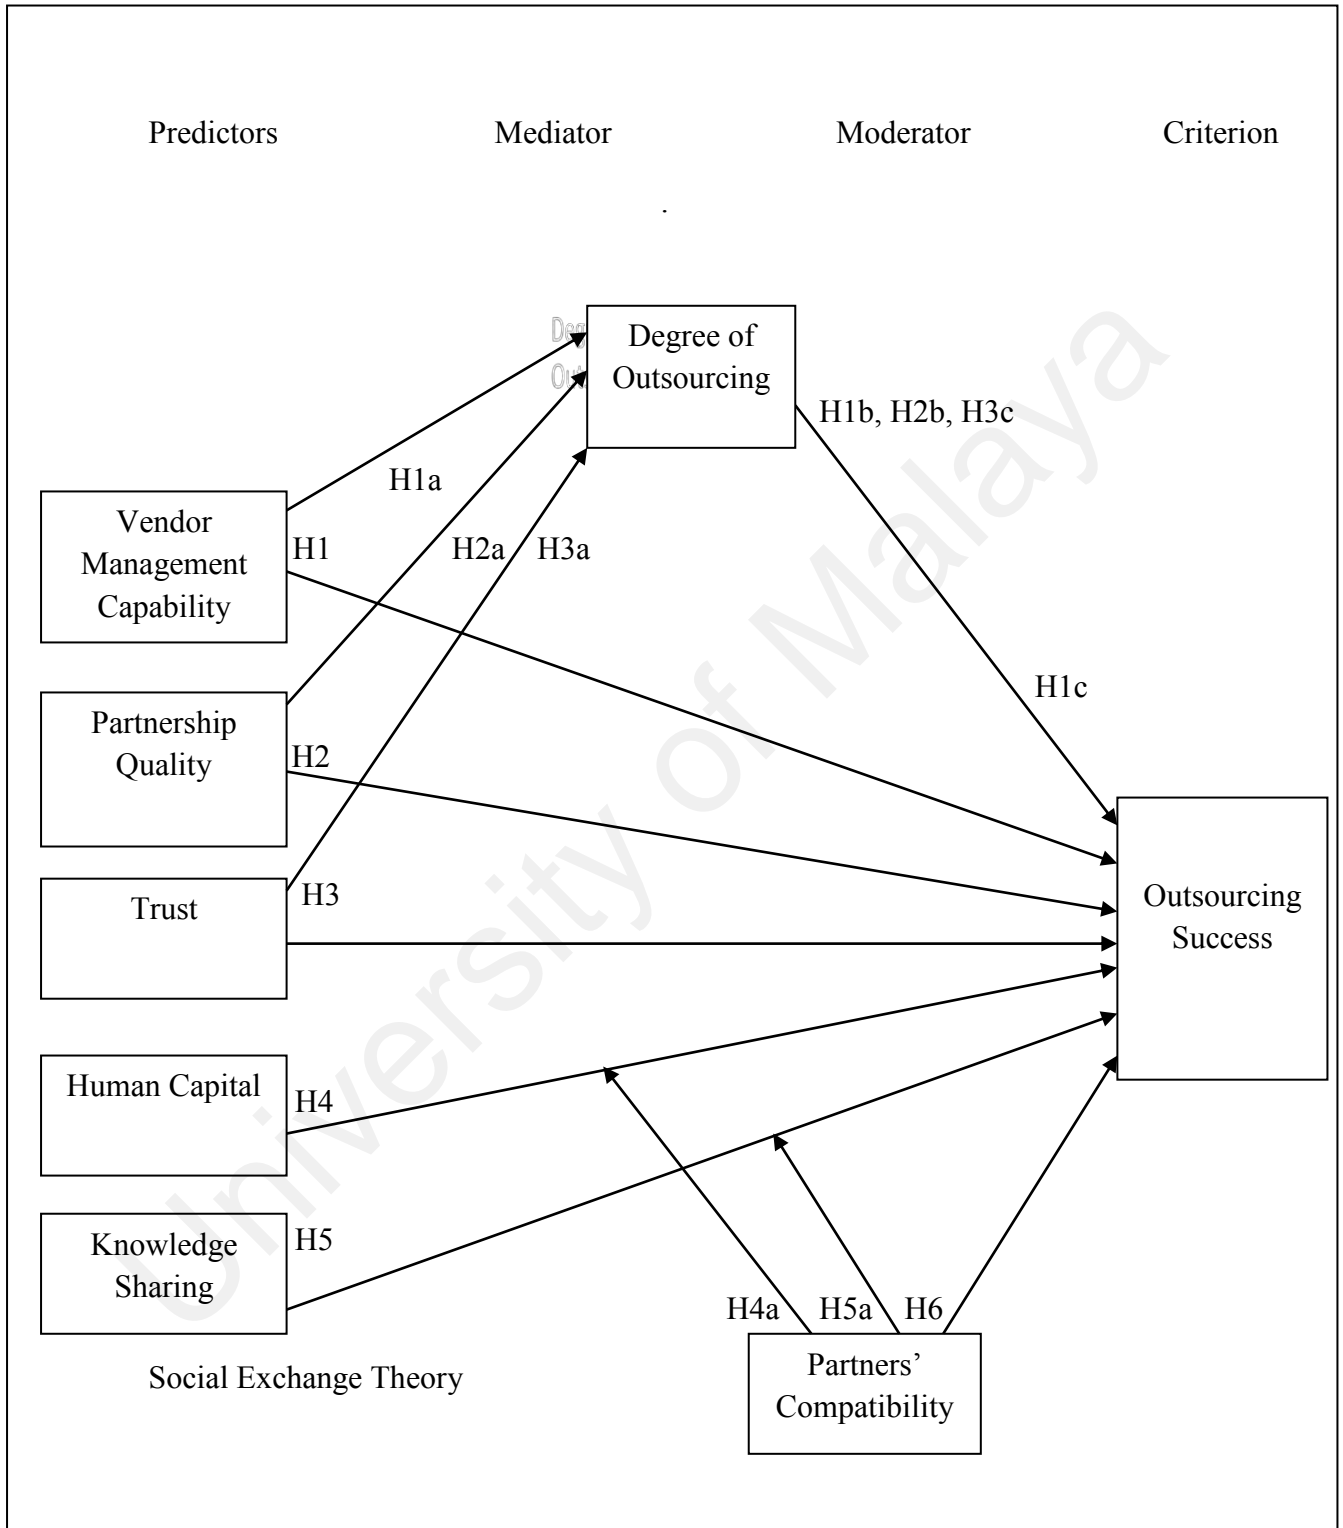 Predictors Mediator Moderator Criterion
.
Deg
Out
Degree of
Outsourcing
H1b, H2b, H3c
H1a
Vendor
Management
Capability
H1
H2a
H3a
H1c
Partnership
Quality
H2
Trust
H3
Outsourcing
Success
Human Capital
H4
Knowledge
Sharing
H5
H4a
H5a
H6
Partners’
Compatibility
Social Exchange Theory
University of Malaya